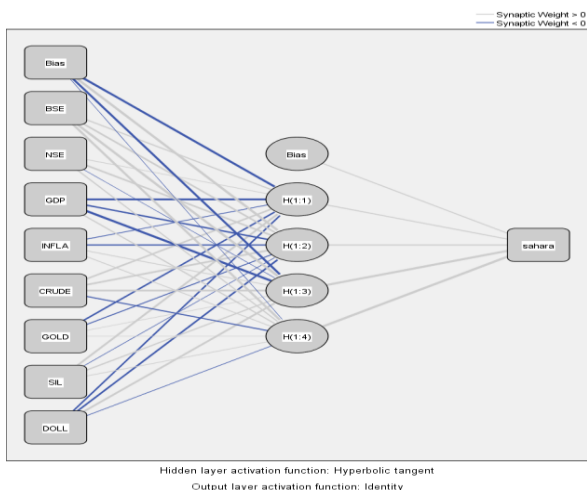 Synaptic Weight > 0
Synaptic Weight < 0
Bias
BSE
NSE
GDP
INFLA
CRUDE
GOLD
SIL
DOLL
Bias
H(1:1)
H(1:2)
H(1:3)
H(1:4)
sahara
Hidden layer activation function: Hyperbolic tangent
Output layer activation function: Identity